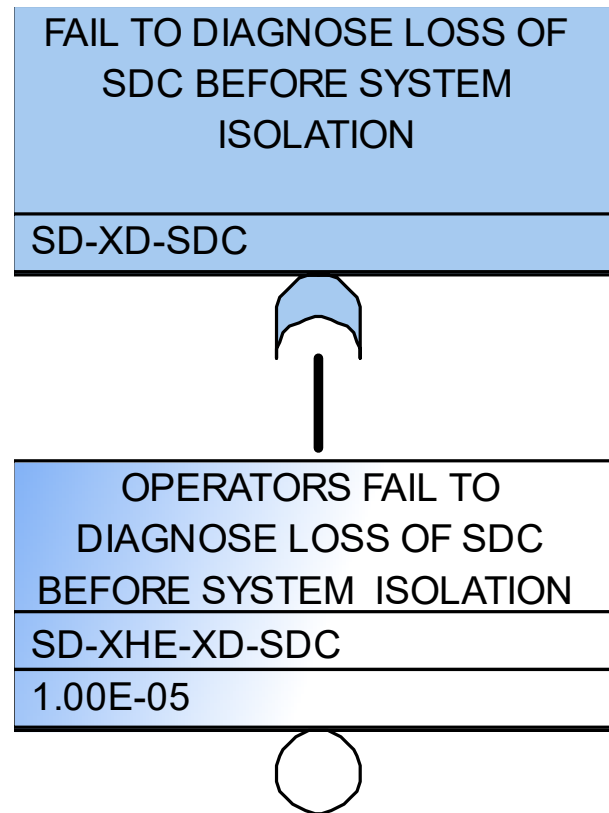 FAIL TO DIAGNOSE LOSS OF
SDC BEFORE SYSTEM
ISOLATION
SD-XD-SDC
OPERATORS FAIL TO
DIAGNOSE LOSS OF SDC
BEFORE SYSTEM ISOLATION
SD-XHE-XD-SDC
1.00E-05